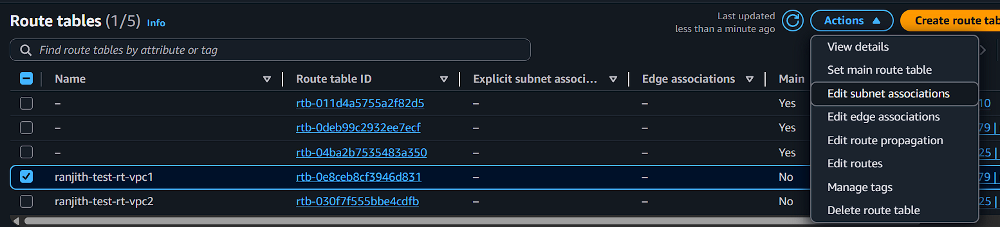 Route tables (1/5) Info
Last updated
less than a minute ago
Actions
Create route tab
Find route tables by attribute or tag
View details
Set main route table
Edit subnet associations
Edit edge associations
Edit route propagation
Edit routes
Manage tags
Delete route table
Name Route table ID Explicit subnet associ... Edge associations Main
– rtb-011d4a5755a2f82d5 – – Yes 10
– rtb-0deb99c2932ee7ecf – – Yes 79 |
– rtb-04ba2b7535483a350 – – Yes 25 |
ranjith-test-rt-vpc1 rtb-0e8ceb8cf3946d831 – – No 79 |
ranjith-test-rt-vpc2 rtb-030f7f555bbe4cdfb – – No 25 |